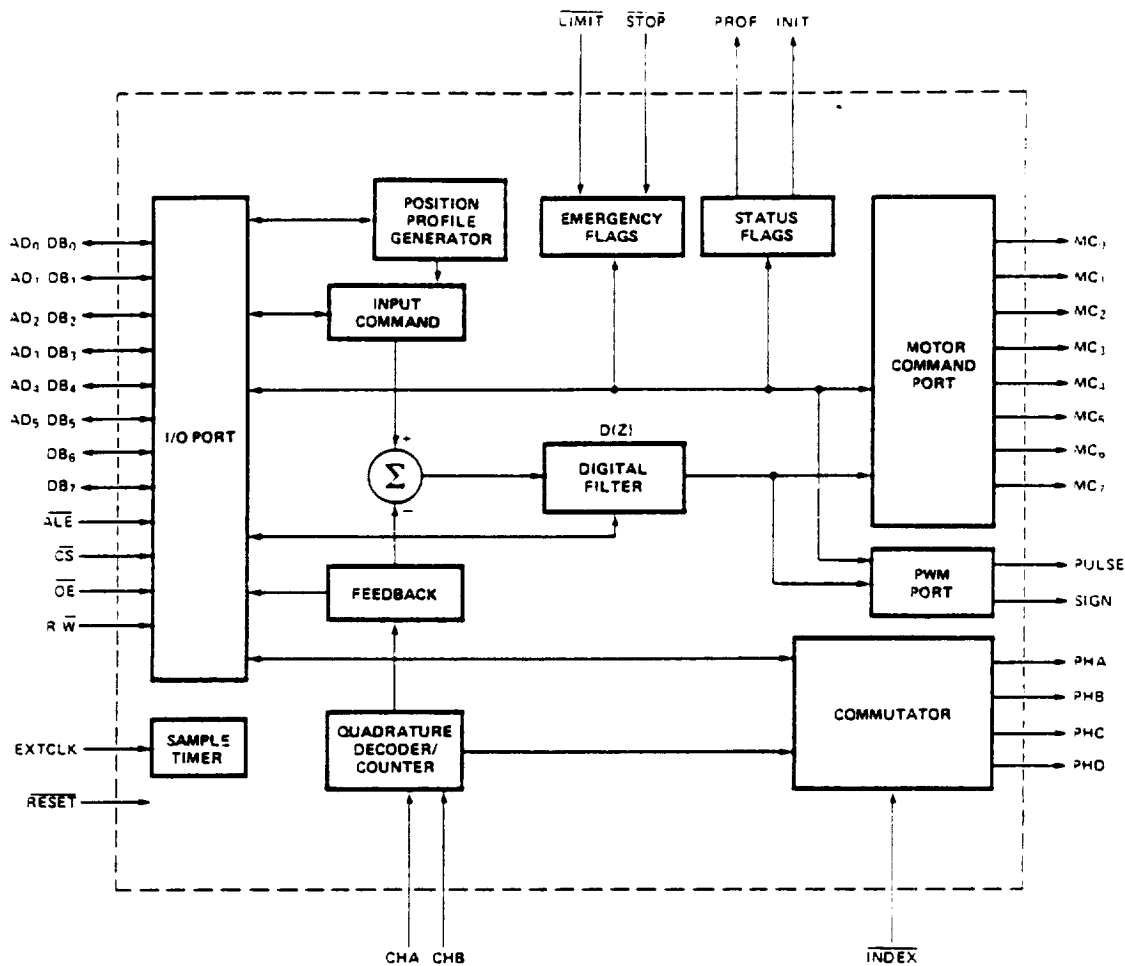 LIMIT STOP PROF INIT
POSITION
PROFILE
GENERATOR
EMERGENCY
FLAGS
STATUS
FLAGS
INPUT
COMMAND
AD0 DB0
AD1 DB1
AD2 DB2
AD3 DB3
AD4 DB4
AD5 DB5
DB6
DB7
ALE
CS
OE
R W
I/O PORT
MOTOR
COMMAND
PORT
MC0
MC1
MC2
MC3
MC4
MC5
MC6
MC7
+
Σ
−
D(Z)
DIGITAL
FILTER
FEEDBACK
PWM
PORT
PULSE
SIGN
COMMUTATOR
PHA
PHB
PHC
PHD
EXTCLK
SAMPLE
TIMER
QUADRATURE
DECODER/
COUNTER
RESET
CHA CHB
INDEX